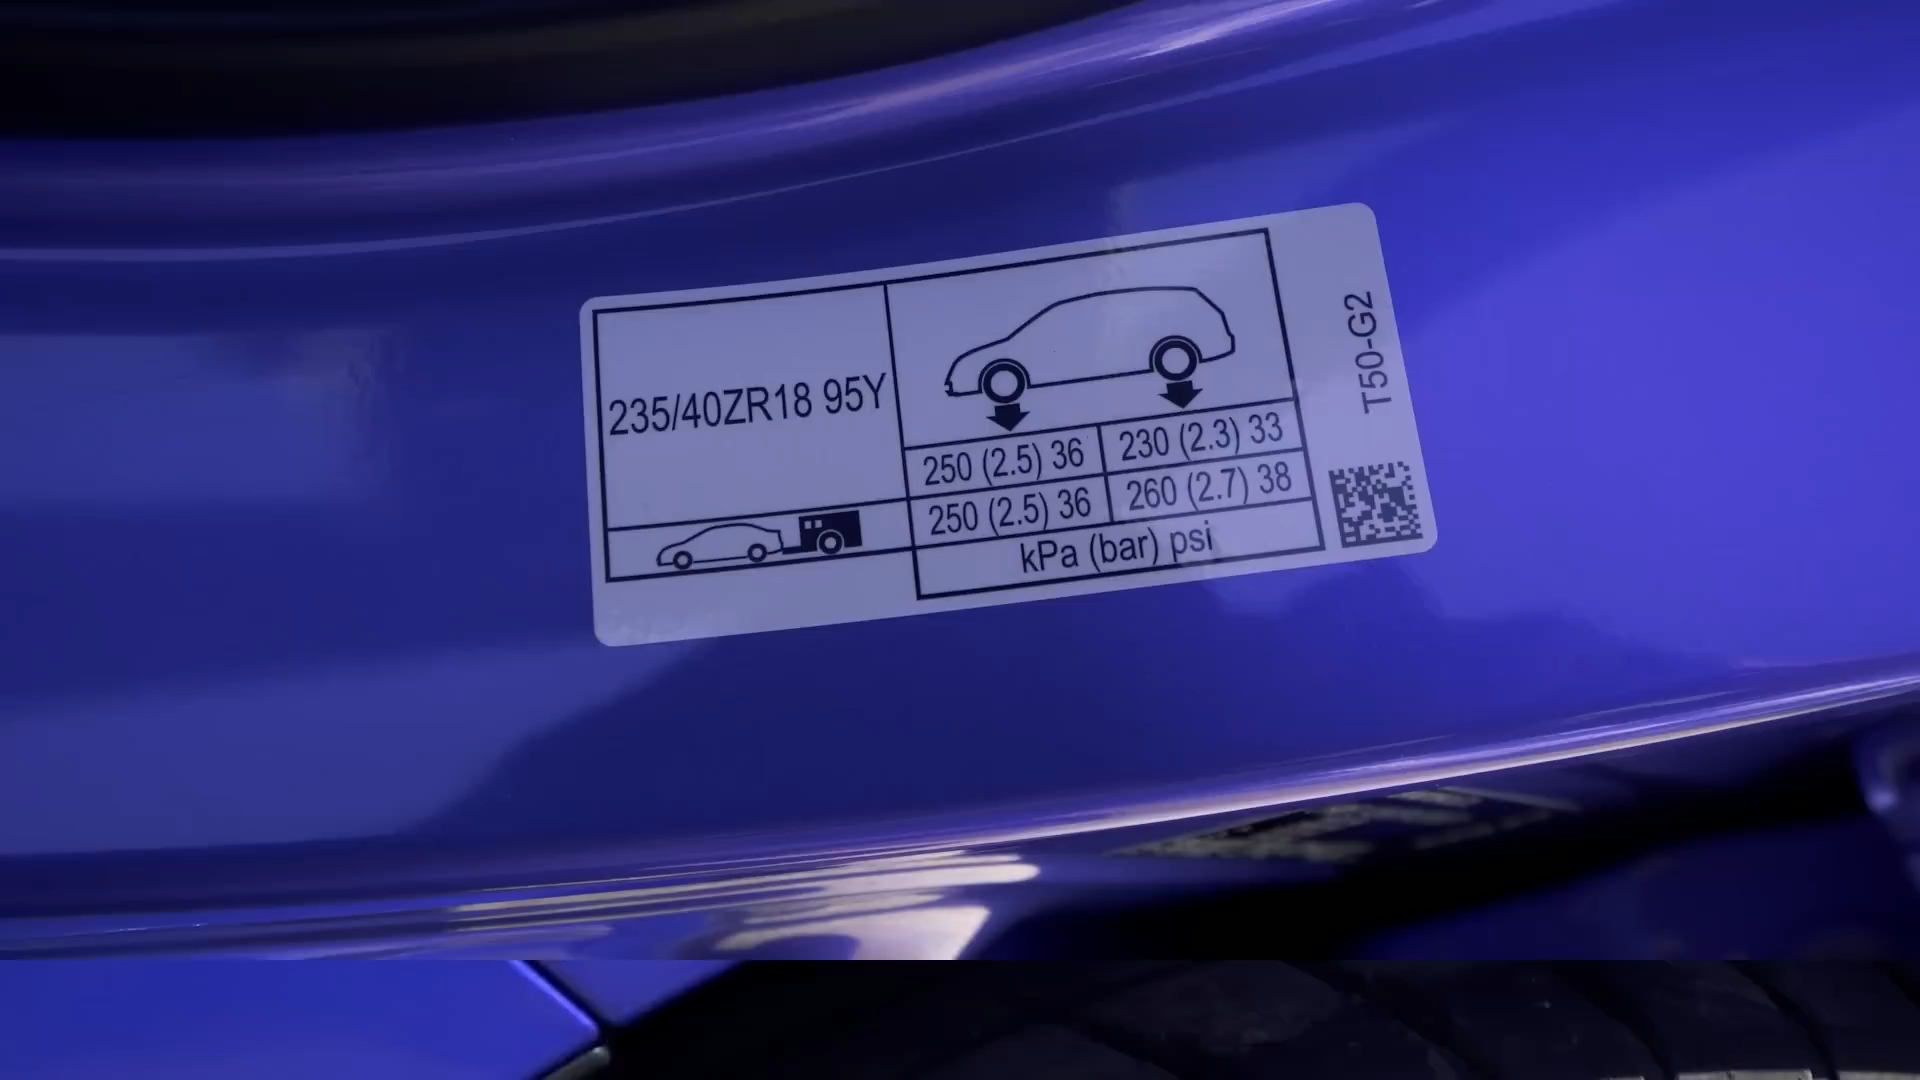 235/40ZR18 95Y
250 (2.5) 36 230 (2.3) 33
250 (2.5) 36 260 (2.7) 38
kPa (bar) psi
T50-G2